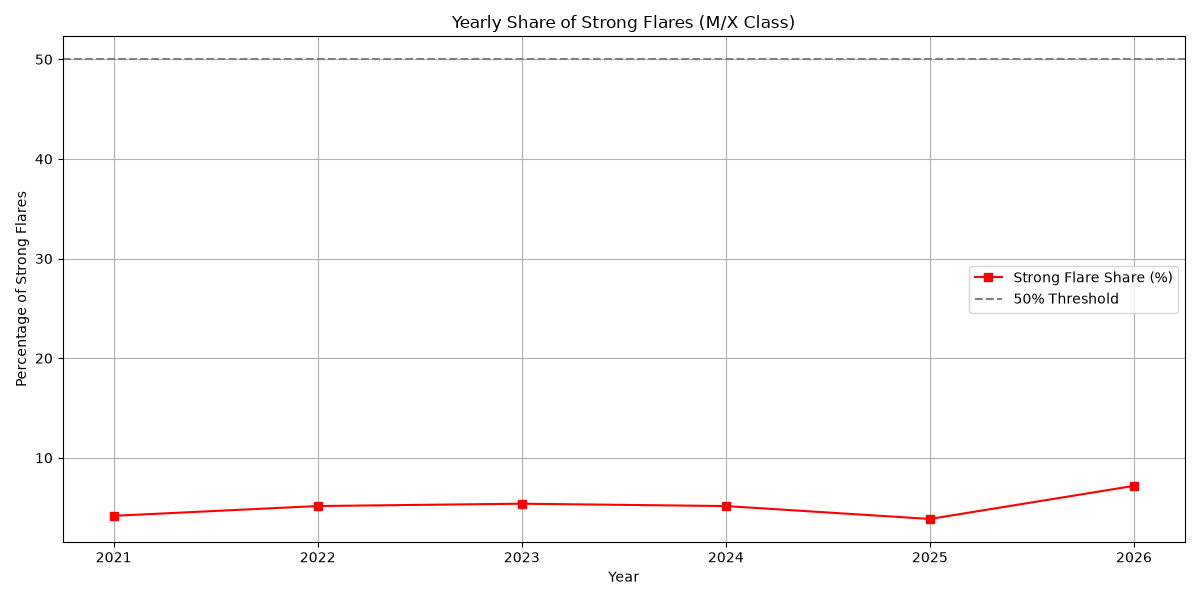 Yearly Share of Strong Flares (M/X Class)
Percentage of Strong Flares
50
40
30
20
10
Strong Flare Share (%)
50% Threshold
2021 2022 2023 2024 2025 2026
Year